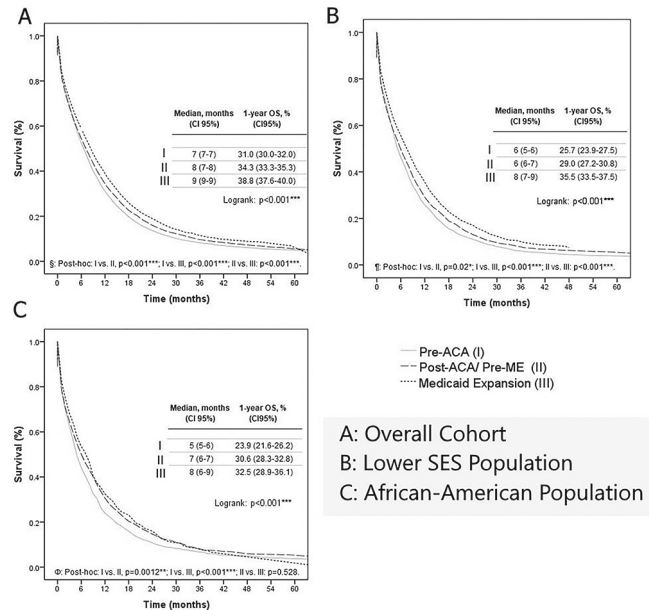 A
Survival (%)
1.0
0.8
0.6
0.4
0.2
0.0
Median, months (CI 95%) 1-year OS, % (CI95%)
I 7 (7-7) 31.0 (30.0-32.0)
II 8 (7-8) 34.3 (33.3-35.3)
III 9 (9-9) 38.8 (37.6-40.0)
Logrank: p<0.001***
§: Post-hoc: I vs. II, p<0.001***; I vs. III, p<0.001***; II vs. III: p<0.001***.
0 6 12 18 24 30 36 42 48 54 60
Time (months)
B
Survival (%)
1.0
0.8
0.6
0.4
0.2
0.0
Median, months (CI 95%) 1-year OS, % (CI95%)
I 6 (5-6) 25.7 (23.9-27.5)
II 6 (6-7) 29.0 (27.2-30.8)
III 8 (7-9) 35.5 (33.5-37.5)
Logrank: p<0.001***
¶: Post-hoc: I vs. II, p=0.02*; I vs. III, p<0.001***; II vs. III: p<0.001***.
0 6 12 18 24 30 36 42 48 54 60
Time (months)
C
Survival (%)
1.0
0.8
0.6
0.4
0.2
0.0
Median, months (CI 95%) 1-year OS, % (CI95%)
I 5 (5-6) 23.9 (21.6-26.2)
II 7 (6-7) 30.6 (28.3-32.8)
III 8 (6-9) 32.5 (28.9-36.1)
Logrank: p<0.001***
Φ: Post-hoc: I vs. II, p=0.0012**; I vs. III, p<0.001***; II vs. III: p=0.528.
0 6 12 18 24 30 36 42 48 54 60
Time (months)
Pre-ACA (I)
Post-ACA/ Pre-ME (II)
Medicaid Expansion (III)
A: Overall Cohort
B: Lower SES Population
C: African-American Population